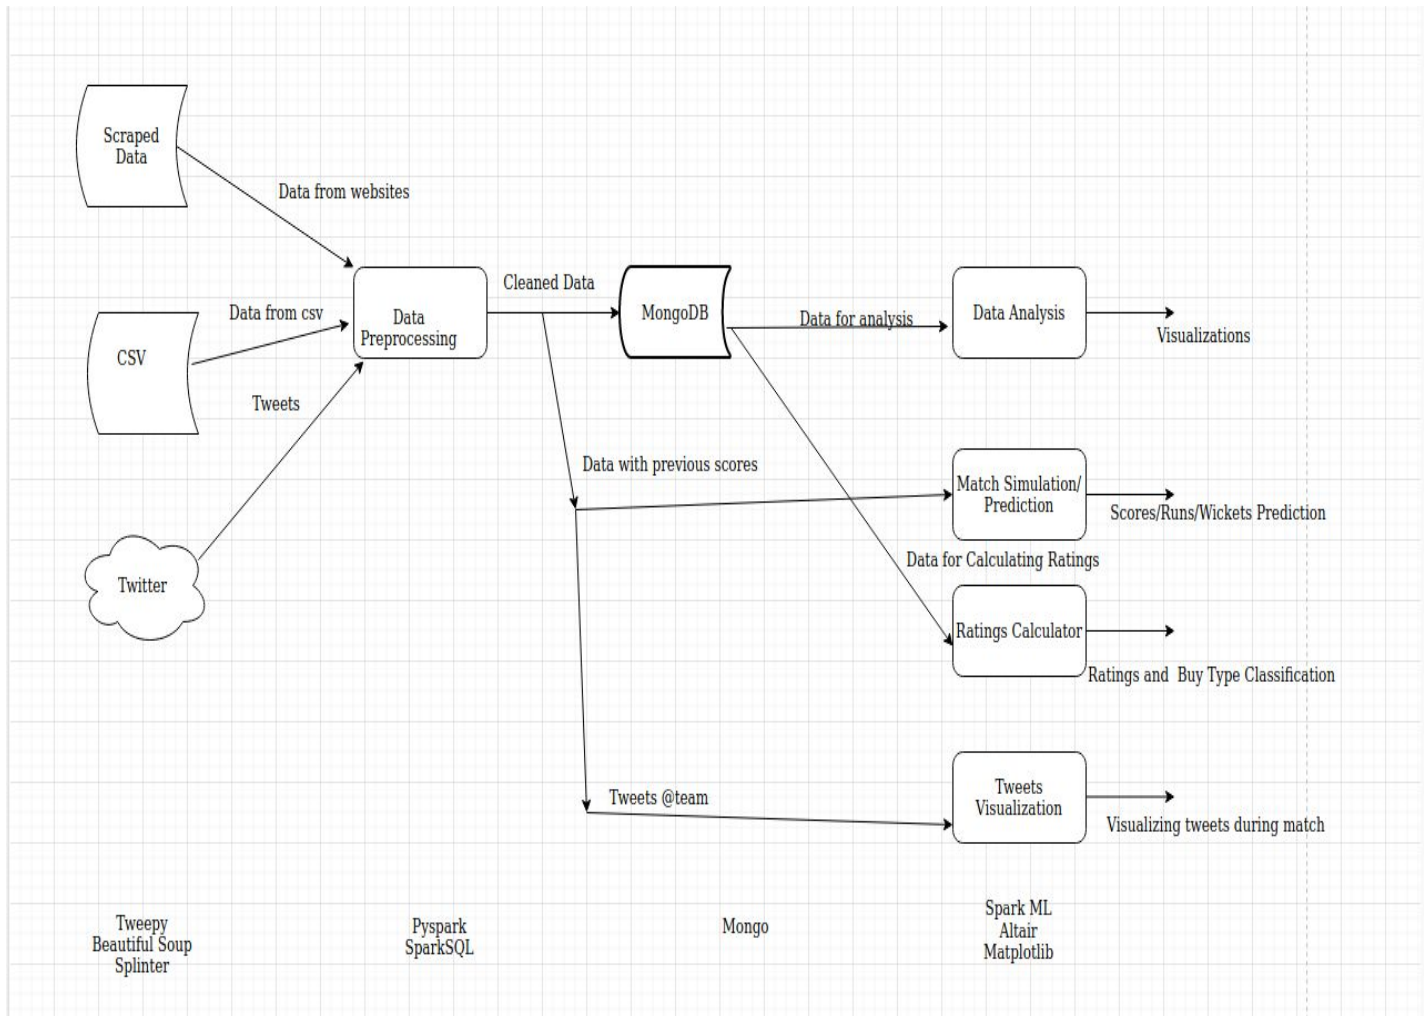 Scraped
Data
Data from websites
Cleaned Data
Data from csv
Data
Preprocessing
MongoDB
Data for analysis
Data Analysis
Visualizations
CSV
Tweets
Data with previous scores
Match Simulation/
Prediction
Scores/Runs/Wickets Prediction
Data for Calculating Ratings
Twitter
Ratings Calculator
Ratings and Buy Type Classification
Tweets @team
Tweets
Visualization
Visualizing tweets during match
Tweepy
Beautiful Soup
Splinter
Pyspark
SparkSQL
Mongo
Spark ML
Altair
Matplotlib